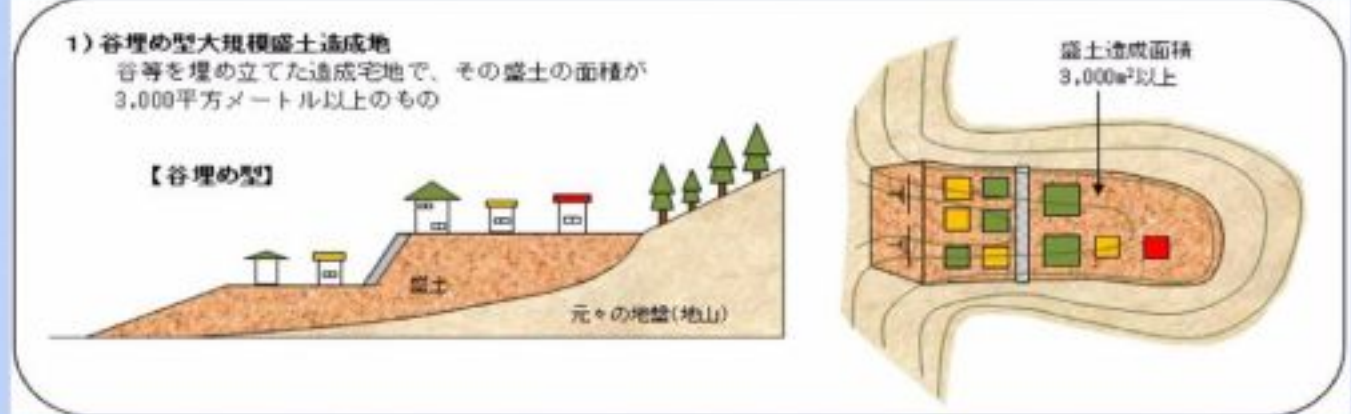 1）谷埋め型大規模盛土造成地
谷等を埋め立てた造成宅地で、その盛土の面積が
3,000平方メートル以上のもの
【谷埋め型】
盛土
元々の地盤(地山)
盛土造成面積
3,000m²以上